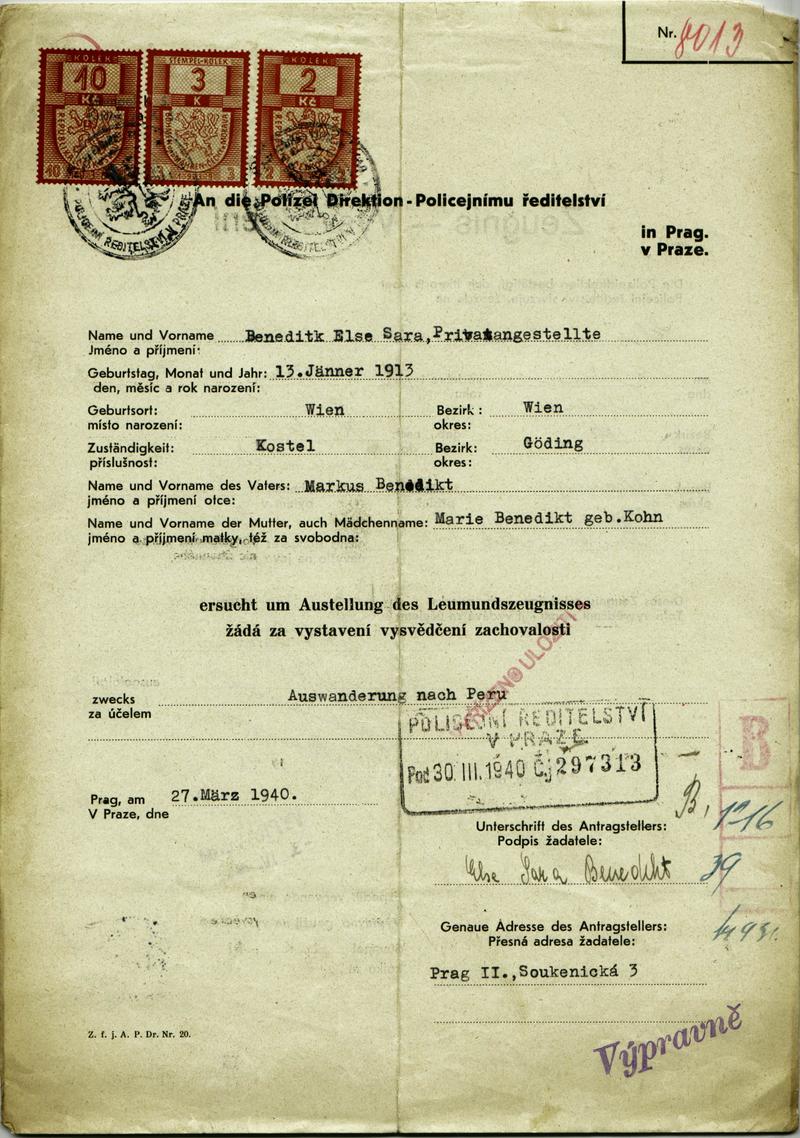 Nr. 8013
KOLEK
STEMPEL-KOLEK
KOLEK
10
3
2
Kč
K
Kč
POLICEJNÍ ŘEDITELSTVÍ V PRAZE
An die Polizei Direktion - Policejnímu ředitelství
in Prag.
v Praze.
Name und Vorname Beneditk Else Sara,Privatangestellte
Jméno a příjmení:
Geburtstag, Monat und Jahr: 13.Jänner 1913
den, měsíc a rok narození:
Geburtsort: Wien Bezirk: Wien
místo narození: okres:
Zuständigkeit: Kostel Bezirk: Göding
příslušnost: okres:
Name und Vorname des Vaters: Markus Benedikt
jméno a příjmení otce:
Name und Vorname der Mutter, auch Mädchenname: Marie Benedikt geb.Kohn
jméno a příjmení matky, též za svobodna:
ersucht um Austellung des Leumundszeugnisses
žádá za vystavení vysvědčení zachovalosti
zwecks Auswanderung nach Peru
za účelem
POLICEJNÍ ŘEDITELSTVÍ
V PRAZE
Pod 30.III.1940 Čj 297313
B
Prag, am 27.März 1940.
V Praze, dne
B, 1216
Unterschrift des Antragstellers:
Podpis žadatele:
Else Sara Benedikt 39
Genaue Adresse des Antragstellers:
Přesná adresa žadatele:
Prag II.,Soukenická 3
Z. f. j. A. P. Dr. Nr. 20.
Výpravně